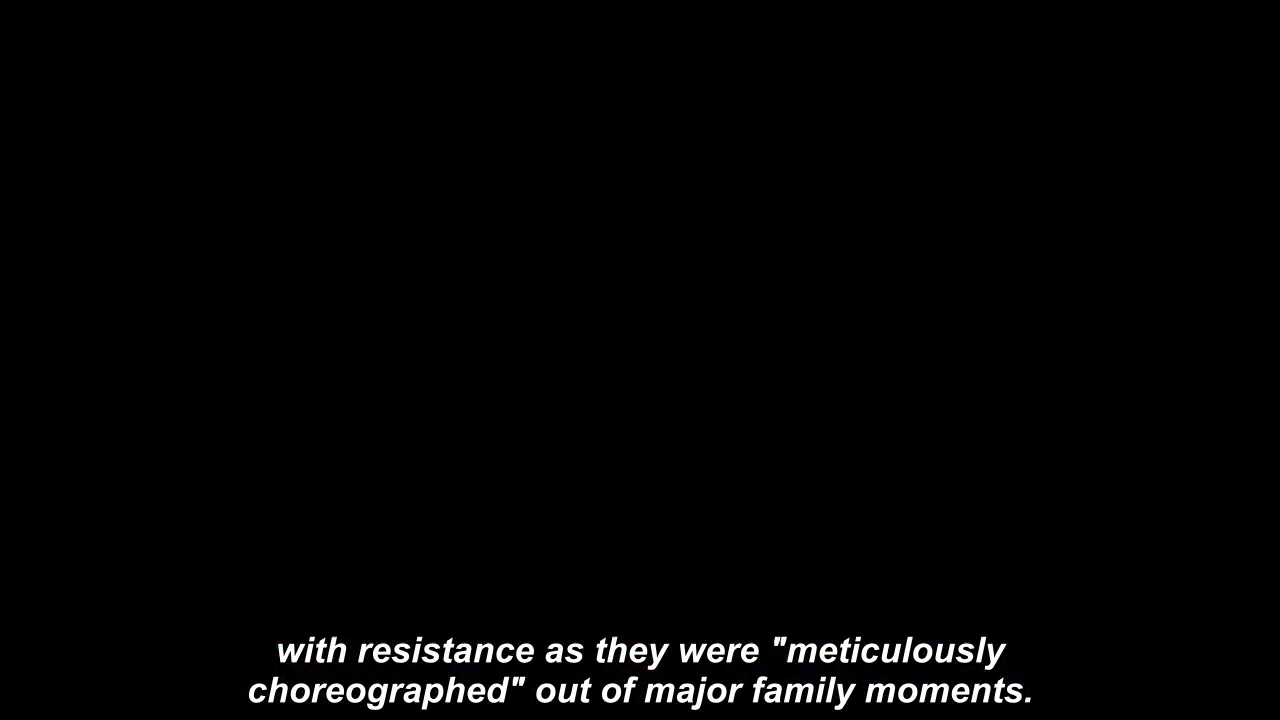 with resistance as they were "meticulously
choreographed" out of major family moments.